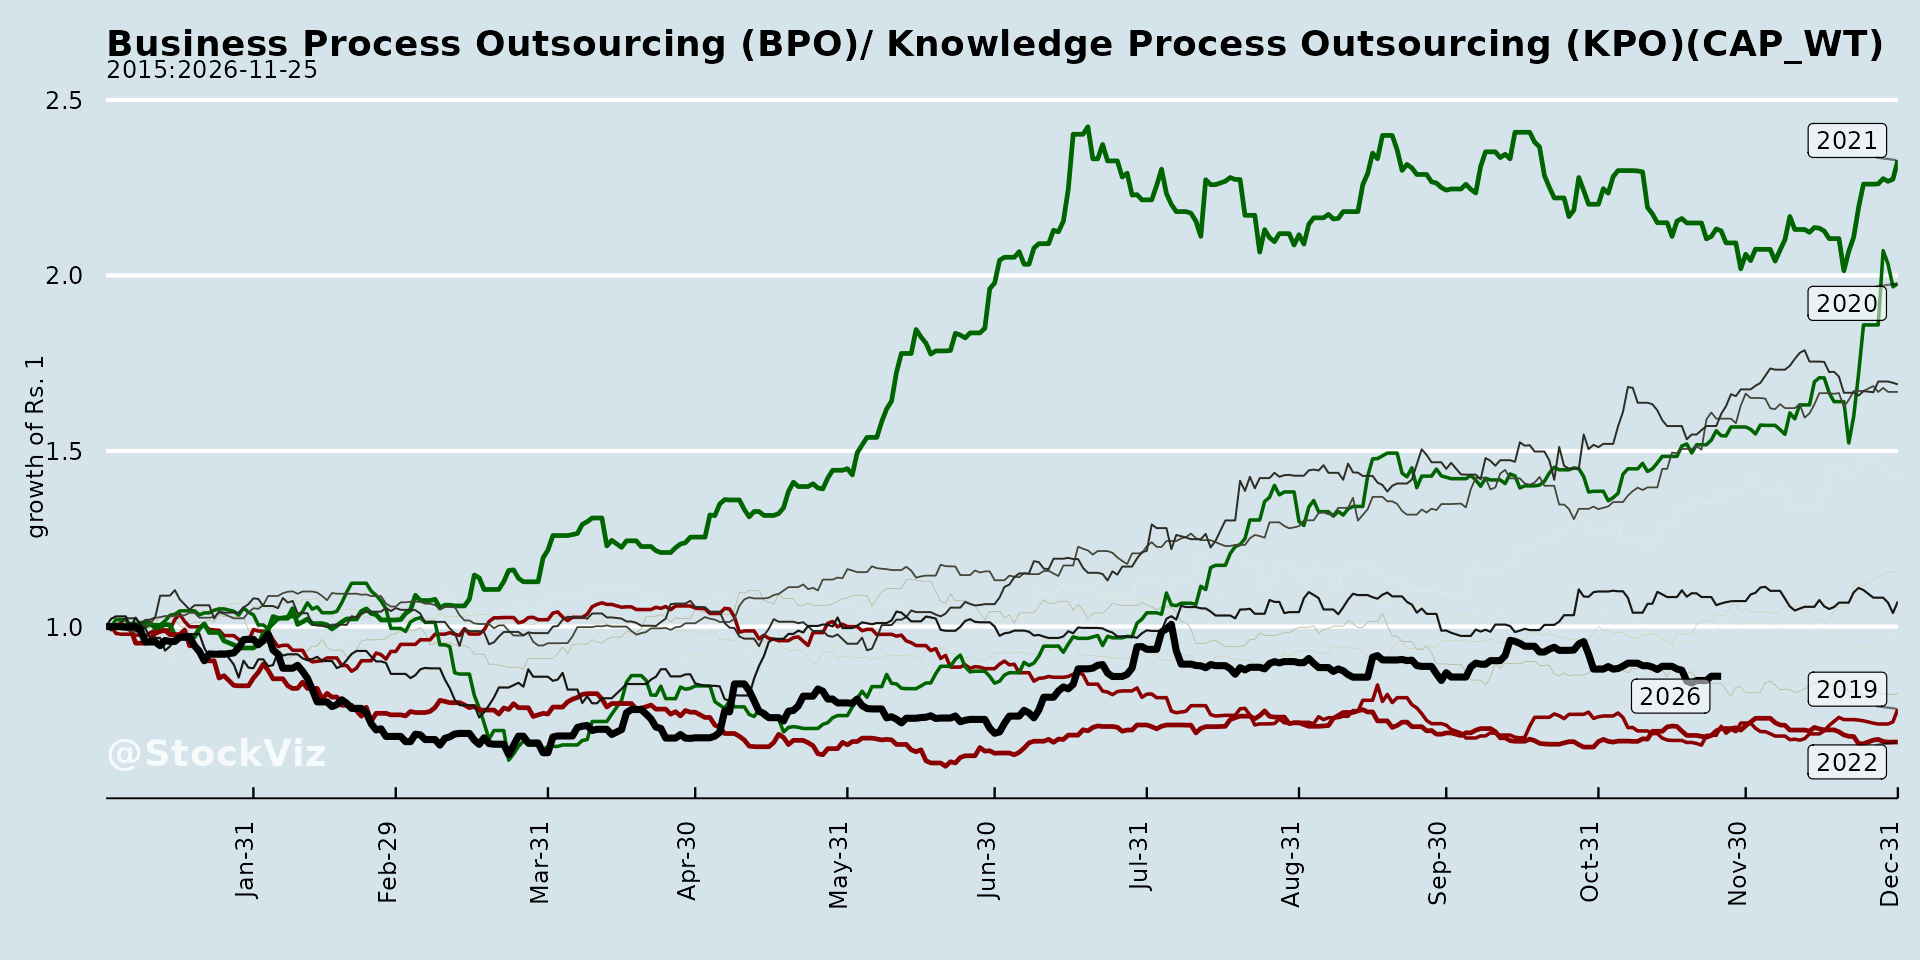 Business Process Outsourcing (BPO)/ Knowledge Process Outsourcing (KPO)(CAP_WT)
2015:2026-11-25
2.5
2.0
1.5
1.0
growth of Rs. 1
2021
2020
2026
2019
2022
@StockViz
Jan-31
Feb-29
Mar-31
Apr-30
May-31
Jun-30
Jul-31
Aug-31
Sep-30
Oct-31
Nov-30
Dec-31